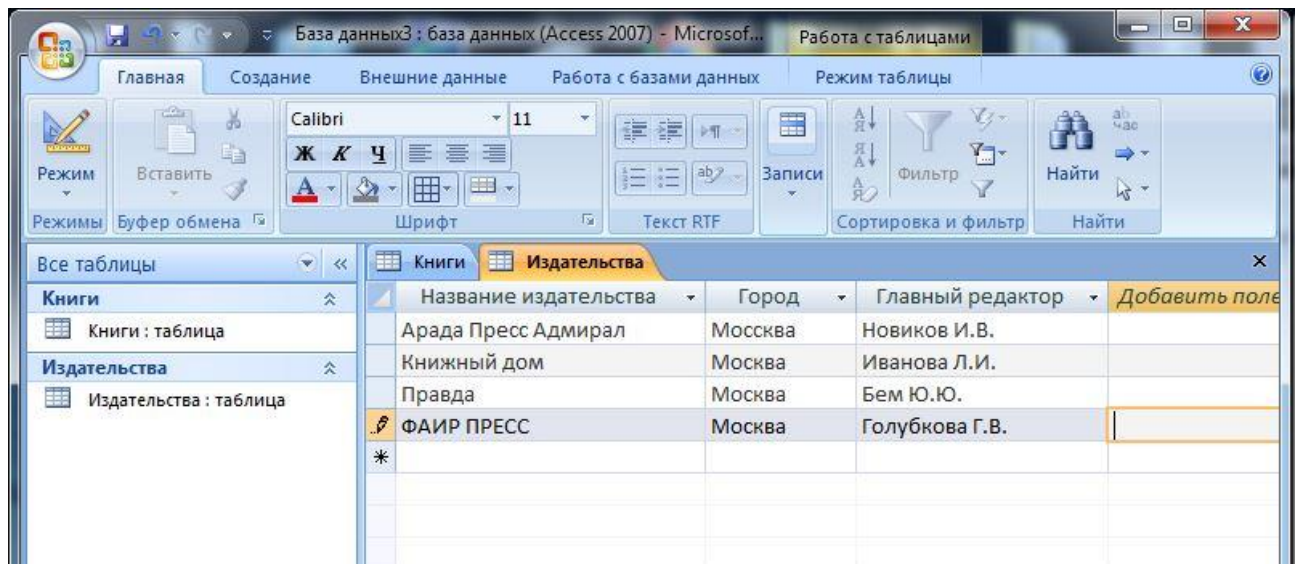 База данных3 : база данных (Access 2007) - Microsof... Работа с таблицами
Главная Создание Внешние данные Работа с базами данных Режим таблицы
Calibri 11
Ж К Ч
Режим Вставить Записи Фильтр Найти
Режимы Буфер обмена Шрифт Текст RTF Сортировка и фильтр Найти
Все таблицы « Книги Издательства
Книги Название издательства Город Главный редактор Добавить поле
Книги : таблица Арада Пресс Адмирал Мосcква Новиков И.В.
Издательства Книжный дом Москва Иванова Л.И.
Издательства : таблица Правда Москва Бем Ю.Ю.
ФАИР ПРЕСС Москва Голубкова Г.В.